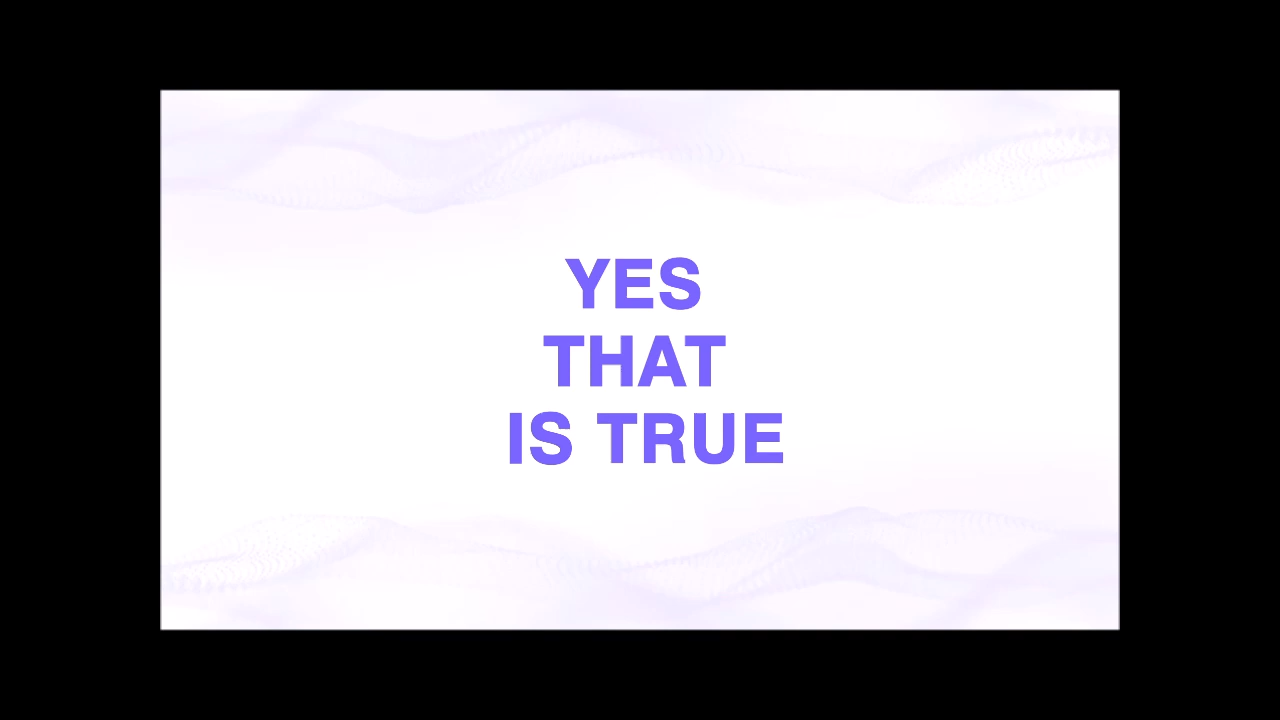 YES
THAT
IS TRUE